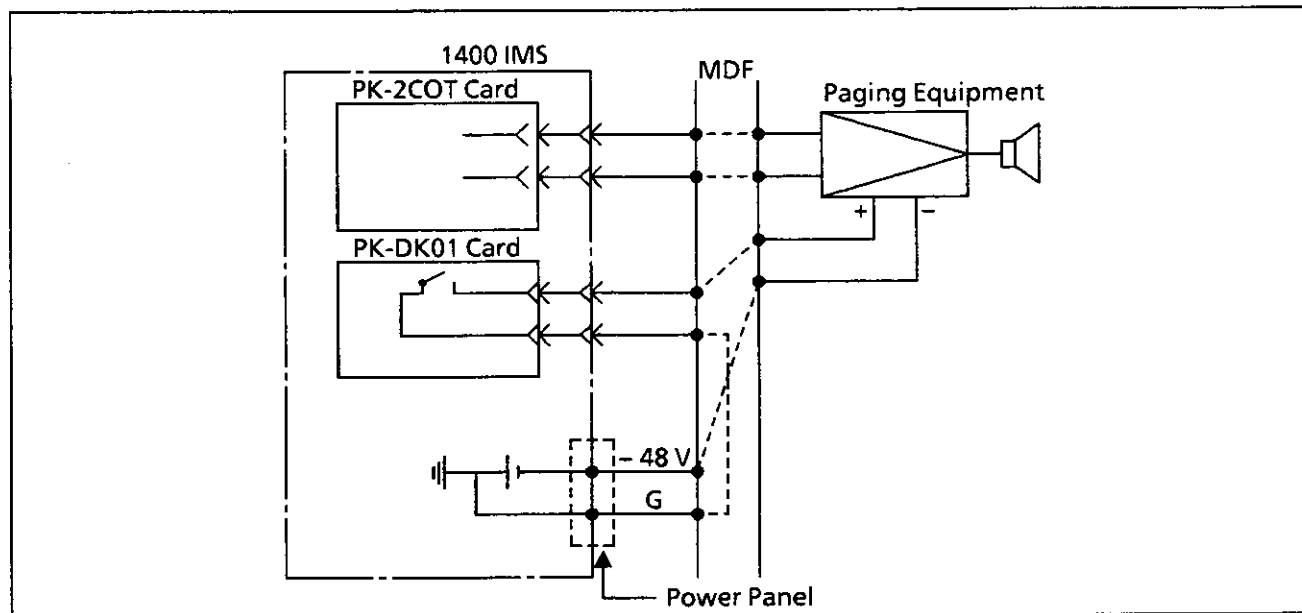 1400 IMS
MDF
PK-2COT Card
Paging Equipment
+ −
PK-DK01 Card
– 48 V
G
Power Panel